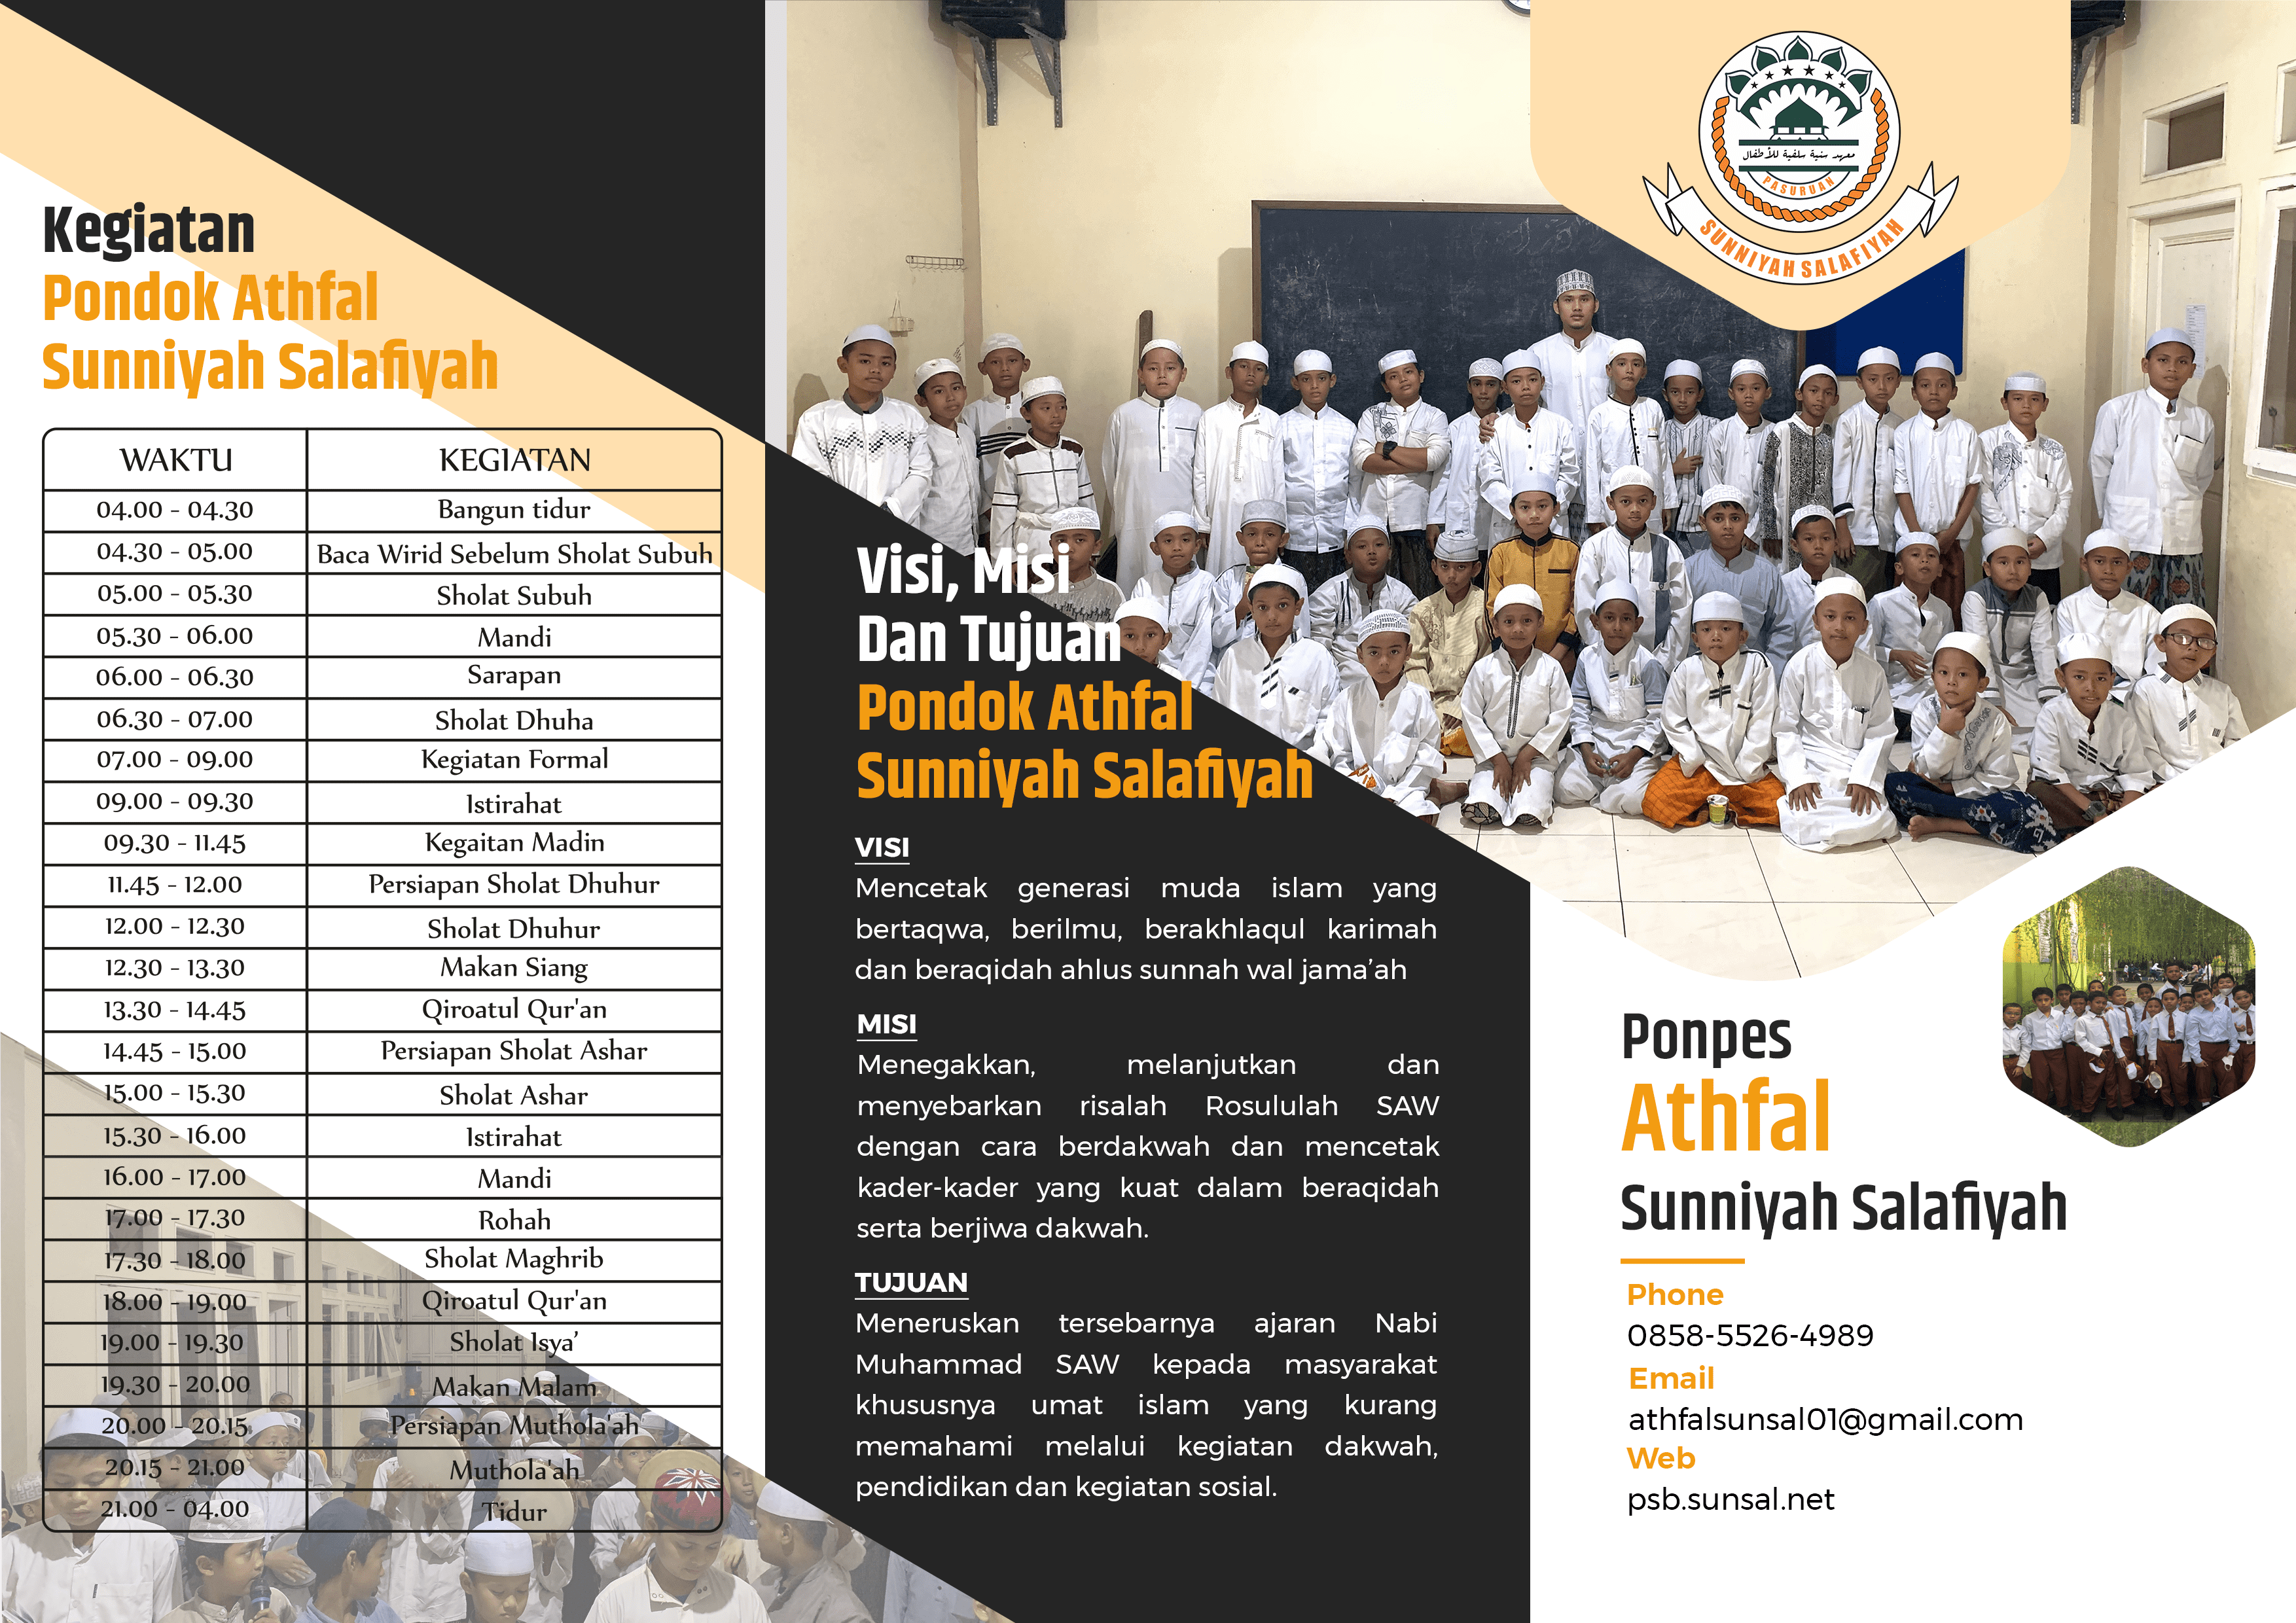 Kegiatan
Pondok Athfal
Sunniyah Salafiyah
WAKTU KEGIATAN
04.00 - 04.30 Bangun tidur
04.30 - 05.00 Baca Wirid Sebelum Sholat Subuh
05.00 - 05.30 Sholat Subuh
05.30 - 06.00 Mandi
06.00 - 06.30 Sarapan
06.30 - 07.00 Sholat Dhuha
07.00 - 09.00 Kegiatan Formal
09.00 - 09.30 Istirahat
09.30 - 11.45 Kegaitan Madin
11.45 - 12.00 Persiapan Sholat Dhuhur
12.00 - 12.30 Sholat Dhuhur
12.30 - 13.30 Makan Siang
13.30 - 14.45 Qiroatul Qur'an
14.45 - 15.00 Persiapan Sholat Ashar
15.00 - 15.30 Sholat Ashar
15.30 - 16.00 Istirahat
16.00 - 17.00 Mandi
17.00 - 17.30 Rohah
17.30 - 18.00 Sholat Maghrib
18.00 - 19.00 Qiroatul Qur'an
19.00 - 19.30 Sholat Isya’
19.30 - 20.00 Makan Malam
20.00 - 20.15 Persiapan Muthola'ah
20.15 - 21.00 Muthola'ah
21.00 - 04.00 Tidur
Visi, Misi
Dan Tujuan
Pondok Athfal
Sunniyah Salafiyah
VISI
Mencetak generasi muda islam yang
bertaqwa, berilmu, berakhlaqul karimah
dan beraqidah ahlus sunnah wal jama’ah
MISI
Menegakkan, melanjutkan dan
menyebarkan risalah Rosululah SAW
dengan cara berdakwah dan mencetak
kader-kader yang kuat dalam beraqidah
serta berjiwa dakwah.
TUJUAN
Meneruskan tersebarnya ajaran Nabi
Muhammad SAW kepada masyarakat
khususnya umat islam yang kurang
memahami melalui kegiatan dakwah,
pendidikan dan kegiatan sosial.
معهد سنية سلفية للأطفال
PASURUAN
SUNNIYAH SALAFIYAH
Ponpes
Athfal
Sunniyah Salafiyah
Phone
0858-5526-4989
Email
athfalsunsal01@gmail.com
Web
psb.sunsal.net